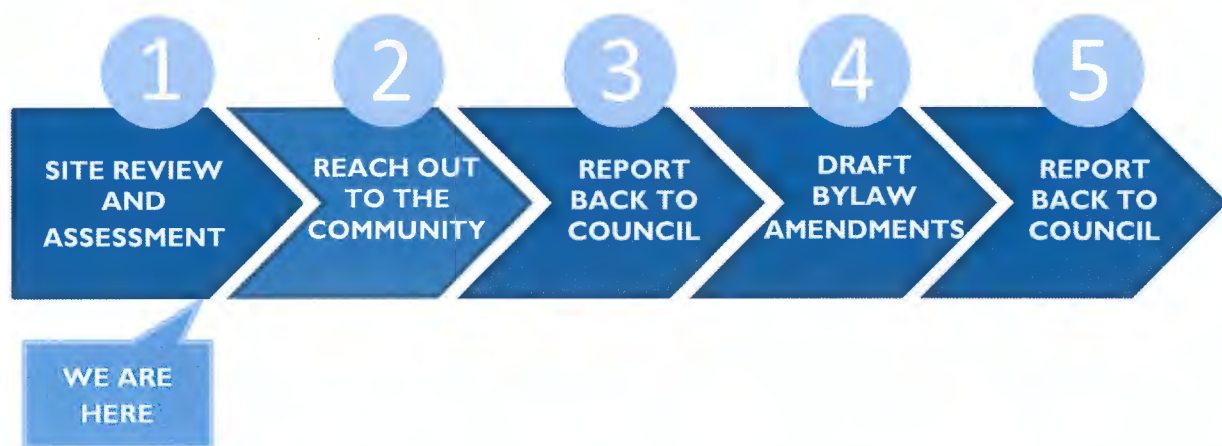 1
SITE REVIEW
AND
ASSESSMENT
2
REACH OUT
TO THE
COMMUNITY
3
REPORT
BACK TO
COUNCIL
4
DRAFT
BYLAW
AMENDMENTS
5
REPORT
BACK TO
COUNCIL
WE ARE
HERE